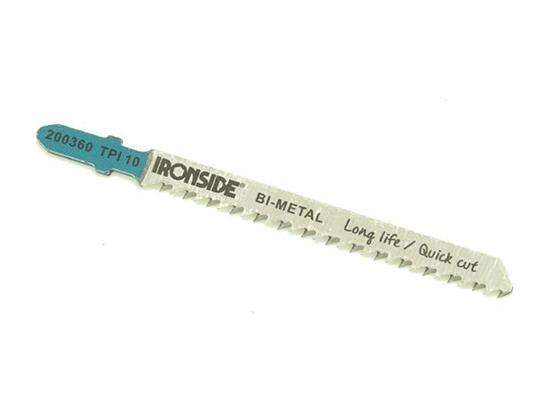 200360 TPI 10
IRONSIDE
BI-METAL
Long life / Quick cut